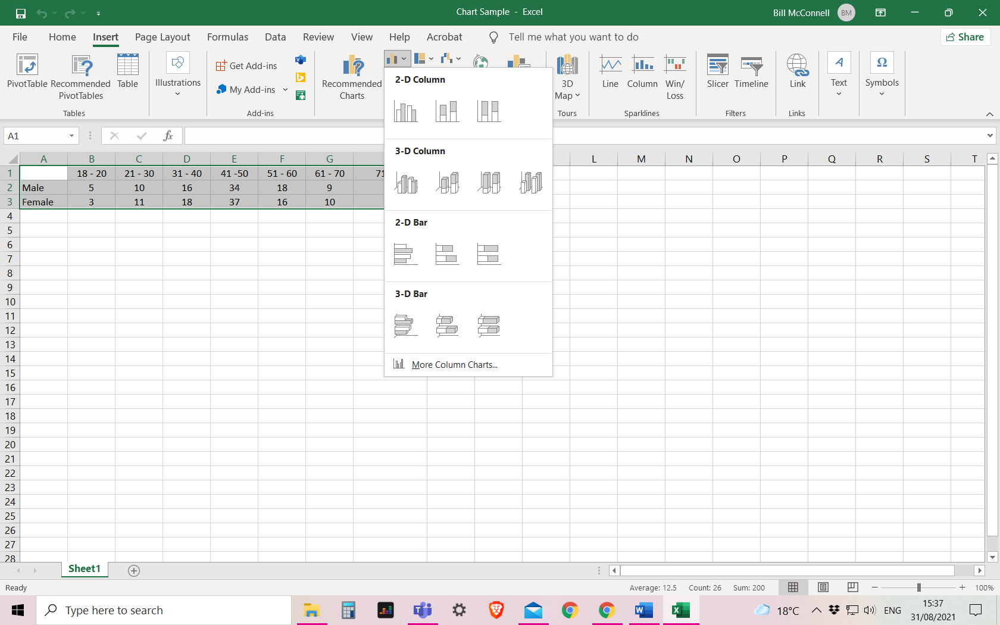 Chart Sample - Excel
Bill McConnell BM
File Home Insert Page Layout Formulas Data Review View Help Acrobat Tell me what you want to do Share
PivotTable Recommended PivotTables Table
Tables
Illustrations
Get Add-ins
My Add-ins
Add-ins
Recommended Charts
3D Map
Tours
Line Column Win/ Loss
Sparklines
Slicer Timeline
Filters
Link
Links
A
Text
Ω
Symbols
2-D Column
3-D Column
2-D Bar
3-D Bar
More Column Charts...
A1 fx
A B C D E F G L M N O P Q R S T
1 18 - 20 21 - 30 31 - 40 41 -50 51 - 60 61 - 70 71
2 Male 5 10 16 34 18 9
3 Female 3 11 18 37 16 10
4
5
6
7
8
9
10
11
12
13
14
15
16
17
18
19
20
21
22
23
24
25
26
27
28
Sheet1
Ready Average: 12.5 Count: 26 Sum: 200 100%
Type here to search 18°C ENG 15:37
31/08/2021